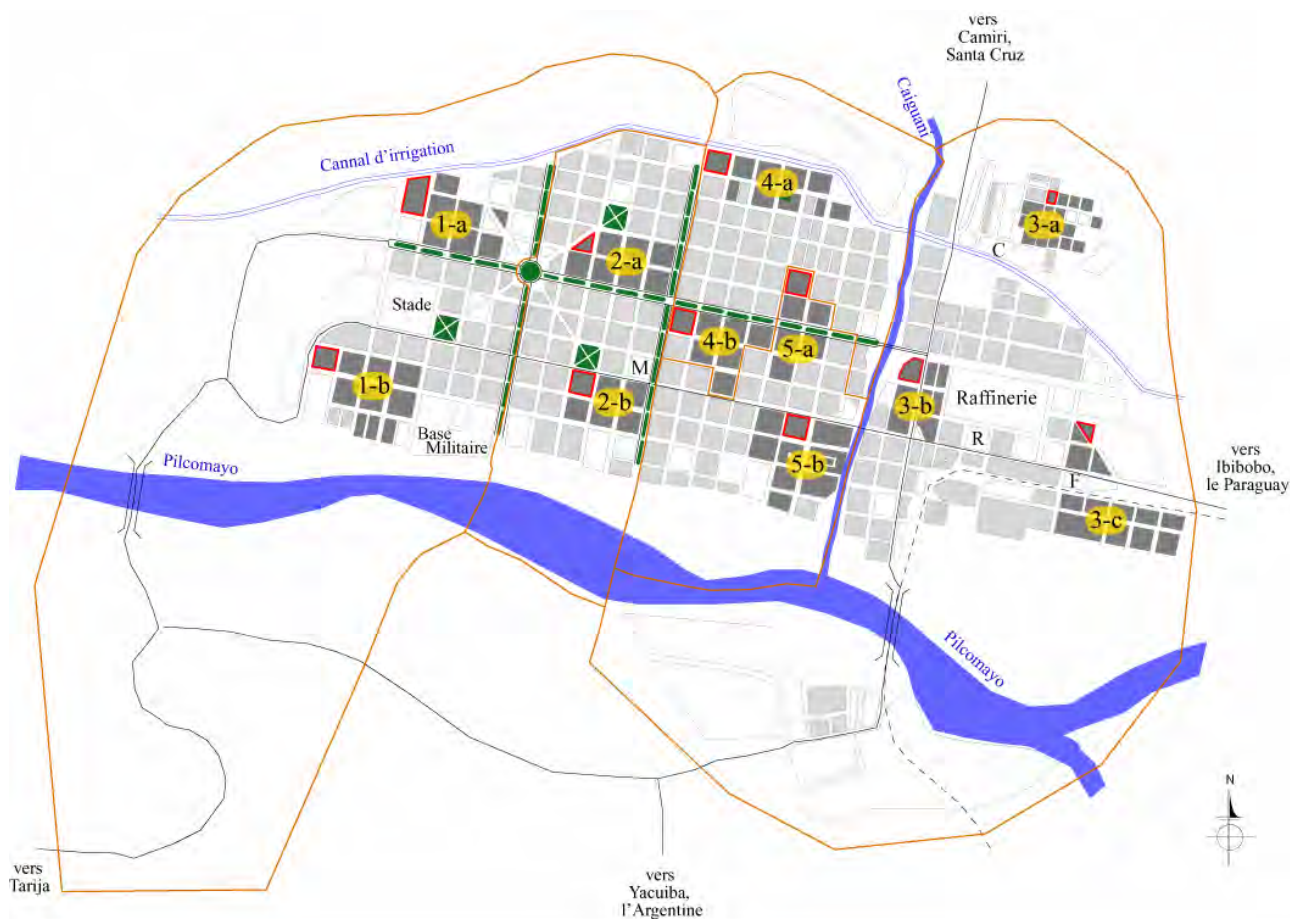 vers
Camiri,
Santa Cruz
Caiguani
Cannal d'irrigation
4-a
3-a
1-a
C
2-a
Stade
4-b
5-a
M
1-b
2-b
3-b
Raffinerie
Base
Militaire
R
5-b
vers
Ibibobo,
le Paraguay
Pilcomayo
F
3-c
Pilcomayo
N
vers
Tarija
vers
Yacuiba,
l'Argentine